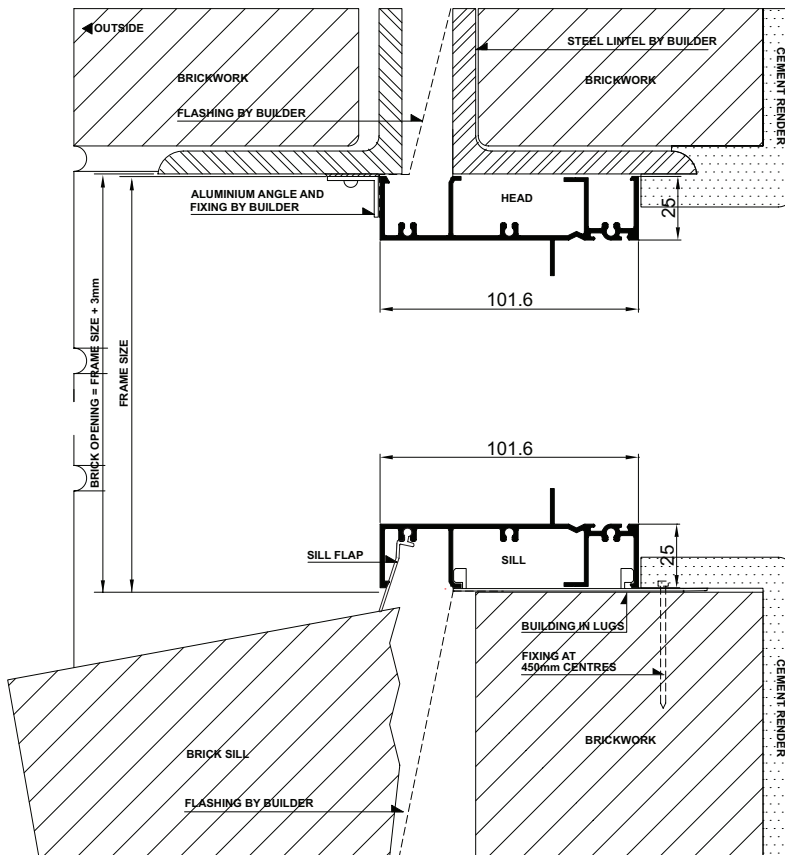 OUTSIDE
STEEL LINTEL BY BUILDER
BRICKWORK
BRICKWORK
CEMENT RENDER
FLASHING BY BUILDER
ALUMINIUM ANGLE AND
FIXING BY BUILDER
HEAD
25
101.6
BRICK OPENING = FRAME SIZE + 3mm
FRAME SIZE
101.6
SILL FLAP
SILL
25
BUILDING IN LUGS
FIXING AT
450mm CENTRES
CEMENT RENDER
BRICK SILL
BRICKWORK
FLASHING BY BUILDER